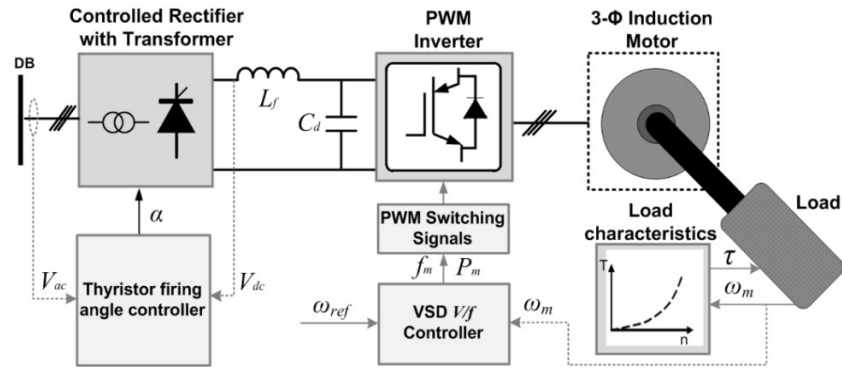 Controlled Rectifier
with Transformer
PWM
Inverter
3-Φ Induction
Motor
DB
L_f
C_d
α
PWM Switching
Signals
Load
characteristics
Load
τ
T
n
ω_m
V_ac
V_dc
Thyristor firing
angle controller
f_m
P_m
ω_ref
VSD V/f
Controller
ω_m